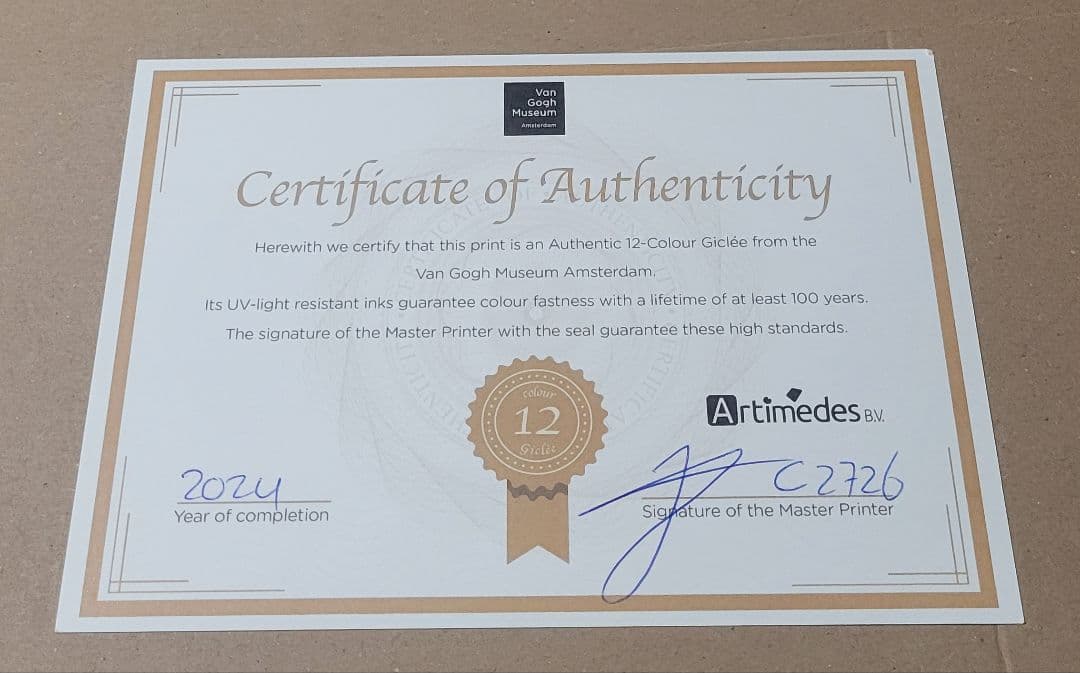 Van
Gogh
Museum
Amsterdam
Certificate of Authenticity
Herewith we certify that this print is an Authentic 12-Colour Giclée from the
Van Gogh Museum Amsterdam.
Its UV-light resistant inks guarantee colour fastness with a lifetime of at least 100 years.
The signature of the Master Printer with the seal guarantee these high standards.
colour
12
Giclée
Artimedes B.V.
2024
Year of completion
C2726
Signature of the Master Printer